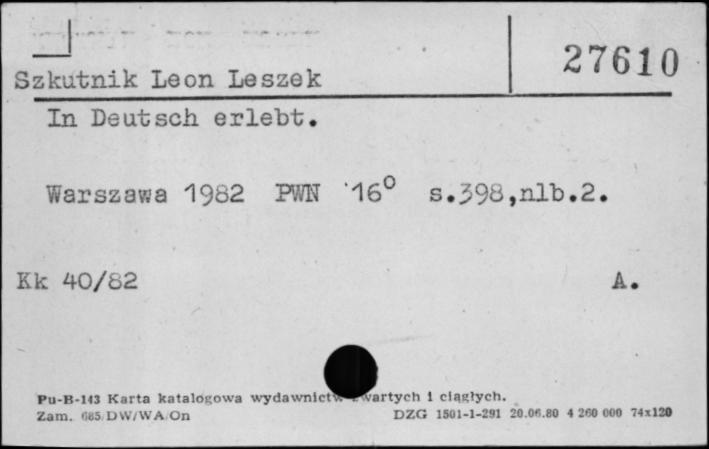 27610
Szkutnik Leon Leszek
In Deutsch erlebt.
Warszawa 1982 PWN 16° s.398,nlb.2.
Kk 40/82 A.
Pu-B-143 Karta katalogowa wydawnictw zwartych i ciągłych.
Zam. 685/DW/WA/On DZG 1501-1-291 20.06.80 4 260 000 74x120